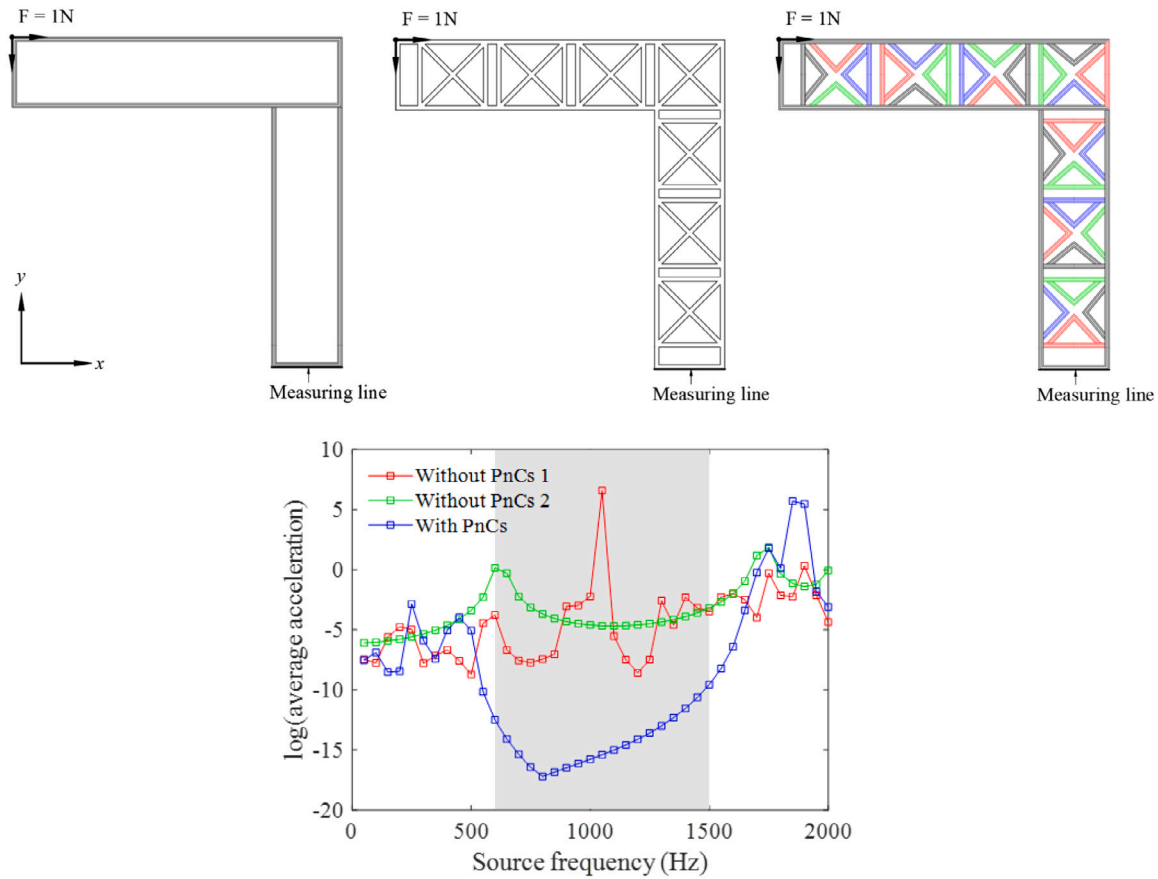 F = 1N
F = 1N
F = 1N
y
x
Measuring line
Measuring line
Measuring line
10
5
0
-5
-10
-15
-20
log(average acceleration)
Without PnCs 1
Without PnCs 2
With PnCs
0 500 1000 1500 2000
Source frequency (Hz)